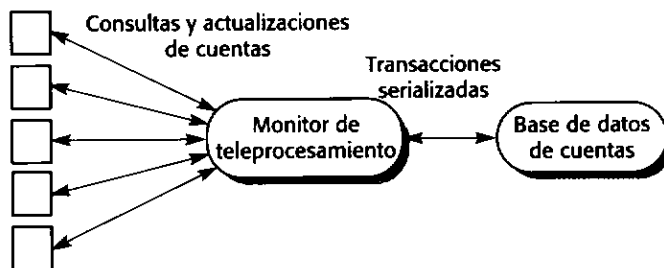 Consultas y actualizaciones
de cuentas
Transacciones
serializadas
Monitor de
teleprocesamiento
Base de datos
de cuentas